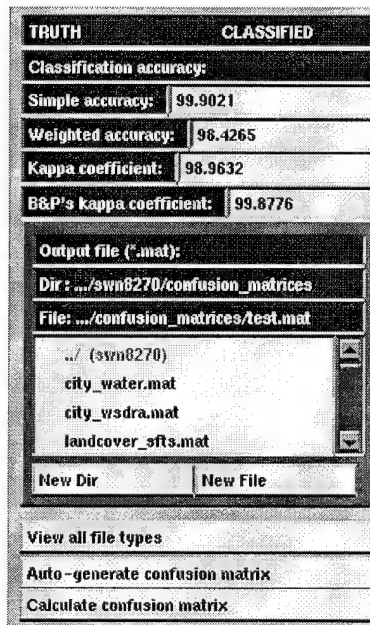 TRUTH CLASSIFIED
Classification accuracy:
Simple accuracy: 99.9021
Weighted accuracy: 98.4265
Kappa coefficient: 98.9632
B&P's kappa coefficient: 99.8776
Output file (*.mat):
Dir: .../swn8270/confusion_matrices
File: .../confusion_matrices/test.mat
../ (swn8270)
city_water.mat
city_wsdra.mat
landcover_sfts.mat
New Dir New File
View all file types
Auto-generate confusion matrix
Calculate confusion matrix